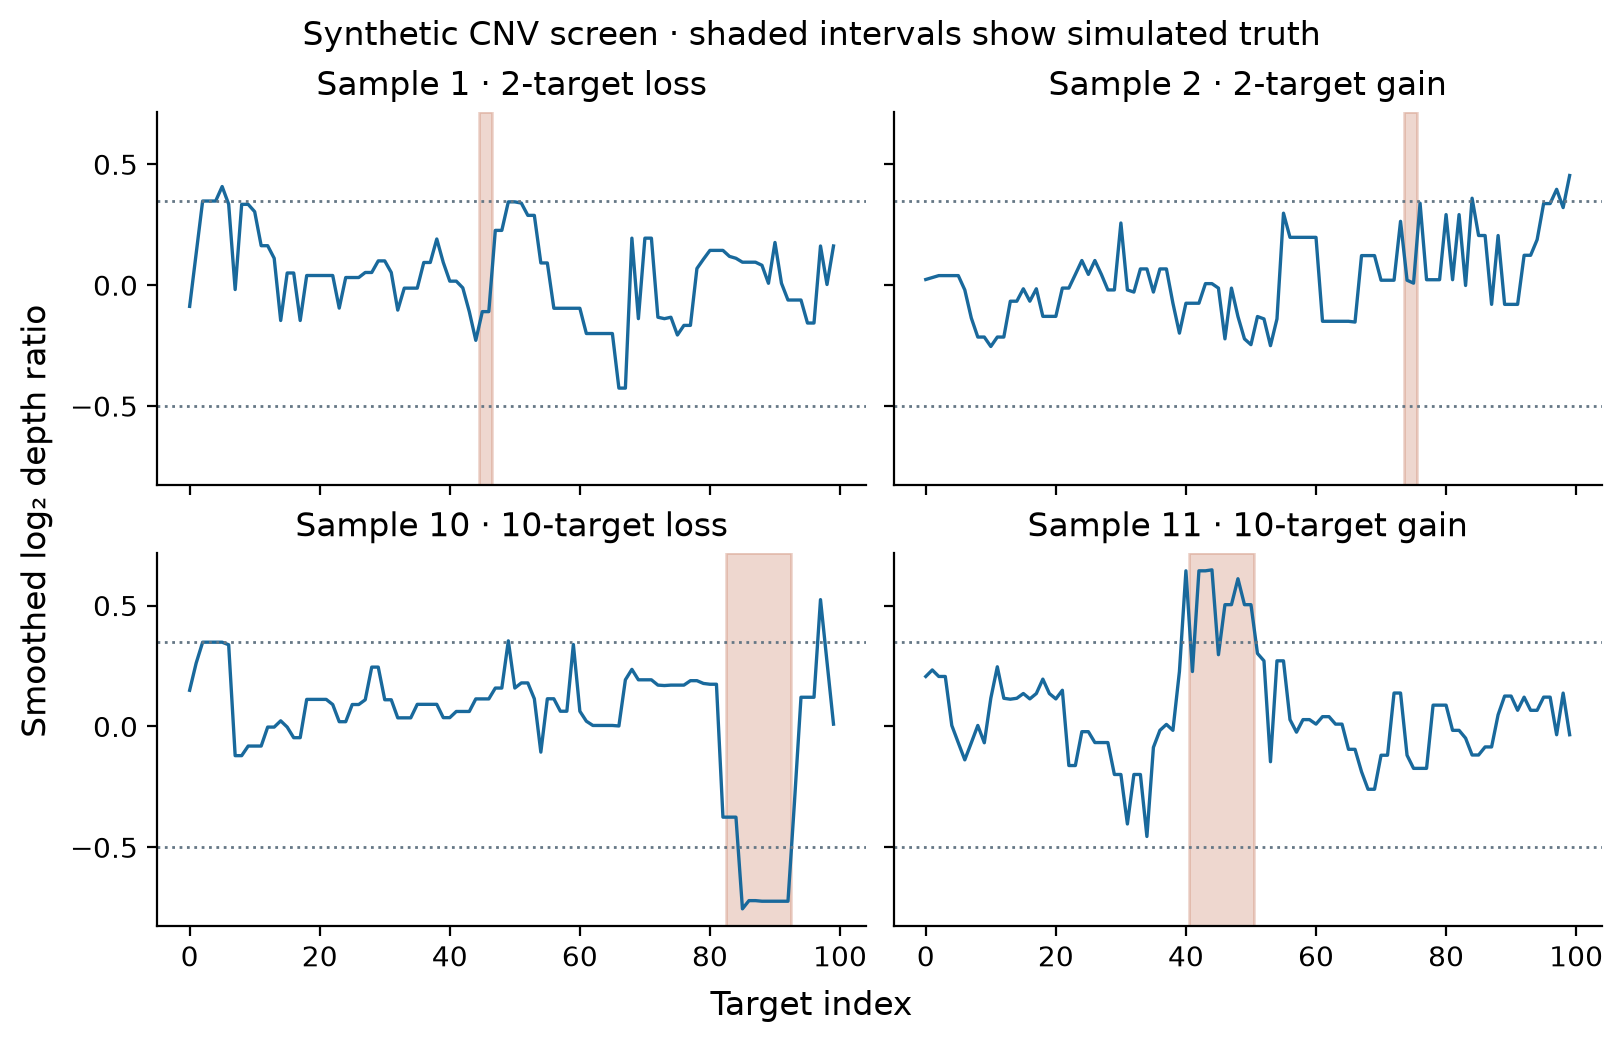 Synthetic CNV screen · shaded intervals show simulated truth
Sample 1 · 2-target loss
Sample 2 · 2-target gain
0.5
0.0
−0.5
Sample 10 · 10-target loss
Sample 11 · 10-target gain
0.5
0.0
−0.5
0 20 40 60 80 100
0 20 40 60 80 100
Smoothed log₂ depth ratio
Target index